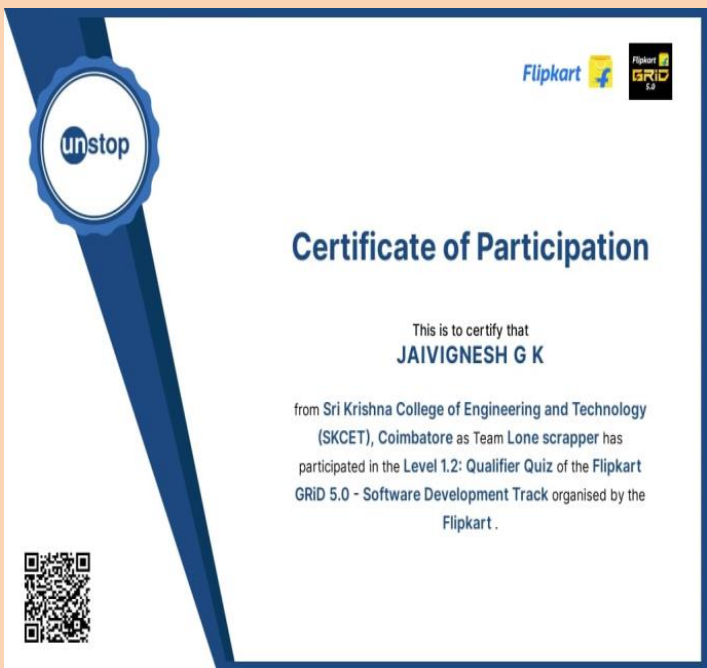 Flipkart
Flipkart
GRiD
5.0
unstop
Certificate of Participation
This is to certify that
JAIVIGNESH G K
from Sri Krishna College of Engineering and Technology
(SKCET), Coimbatore as Team Lone scrapper has
participated in the Level 1.2: Qualifier Quiz of the Flipkart
GRiD 5.0 - Software Development Track organised by the
Flipkart .